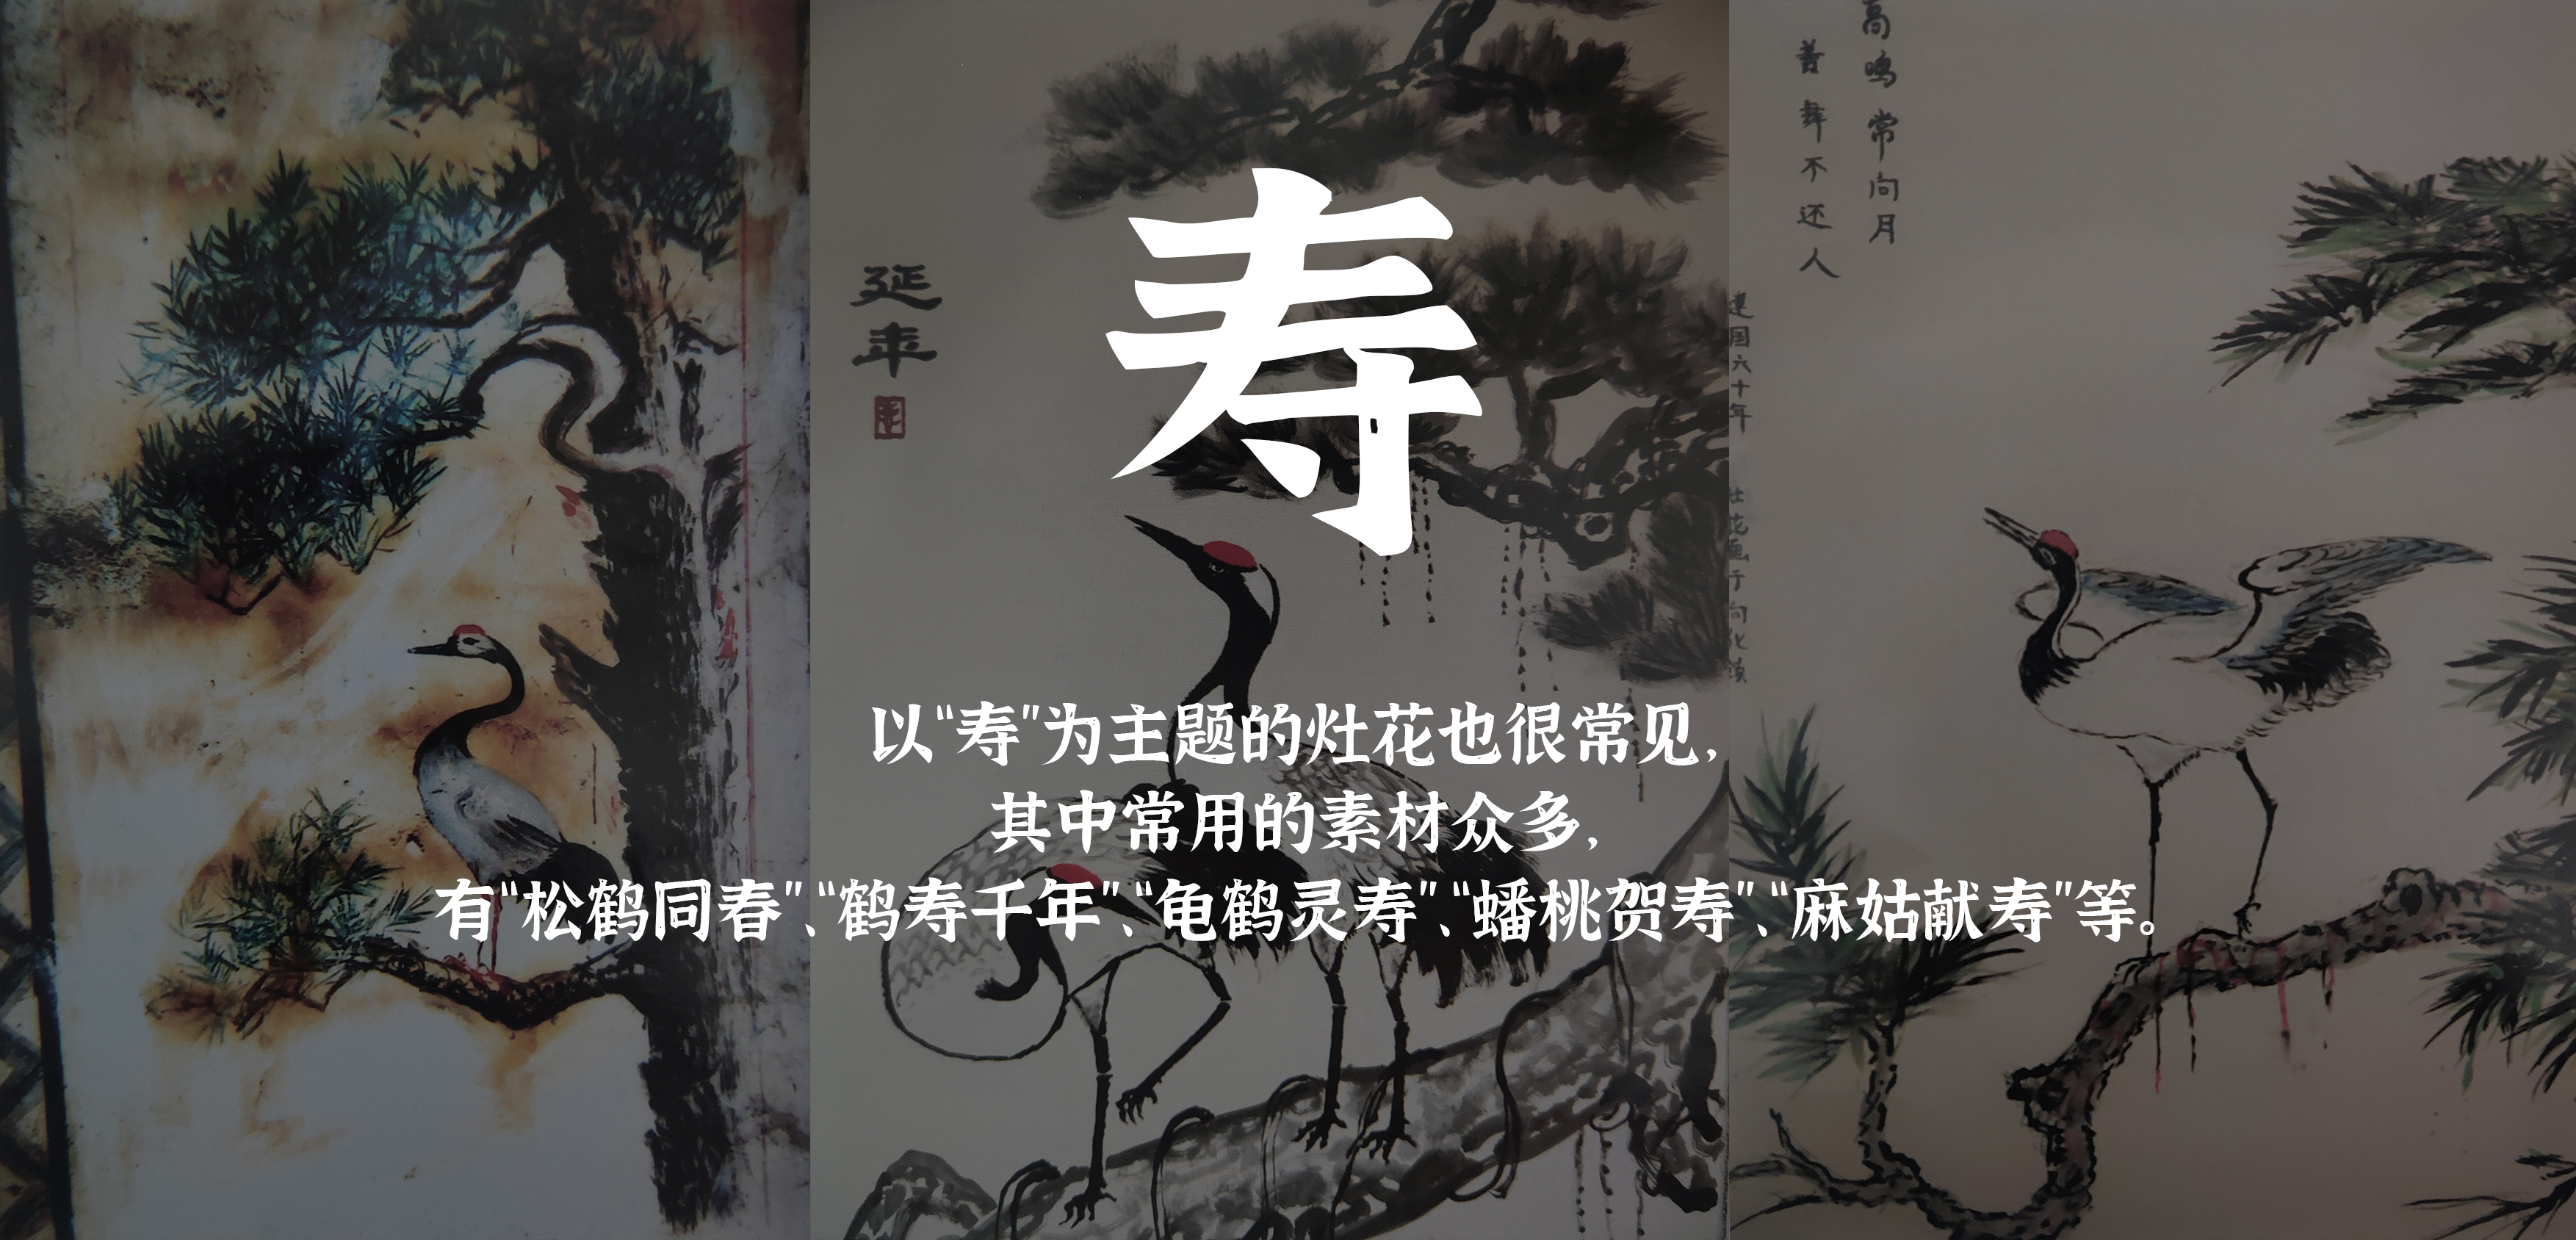 寿
以“寿”为主题的灶花也很常见,
其中常用的素材众多,
有“松鹤同春”、“鹤寿千年”、“龟鹤灵寿”、“蟠桃贺寿”、“麻姑献寿”等。
延年
高鸣常向月
善舞不还人
建国六十年 灶花画于向化镇